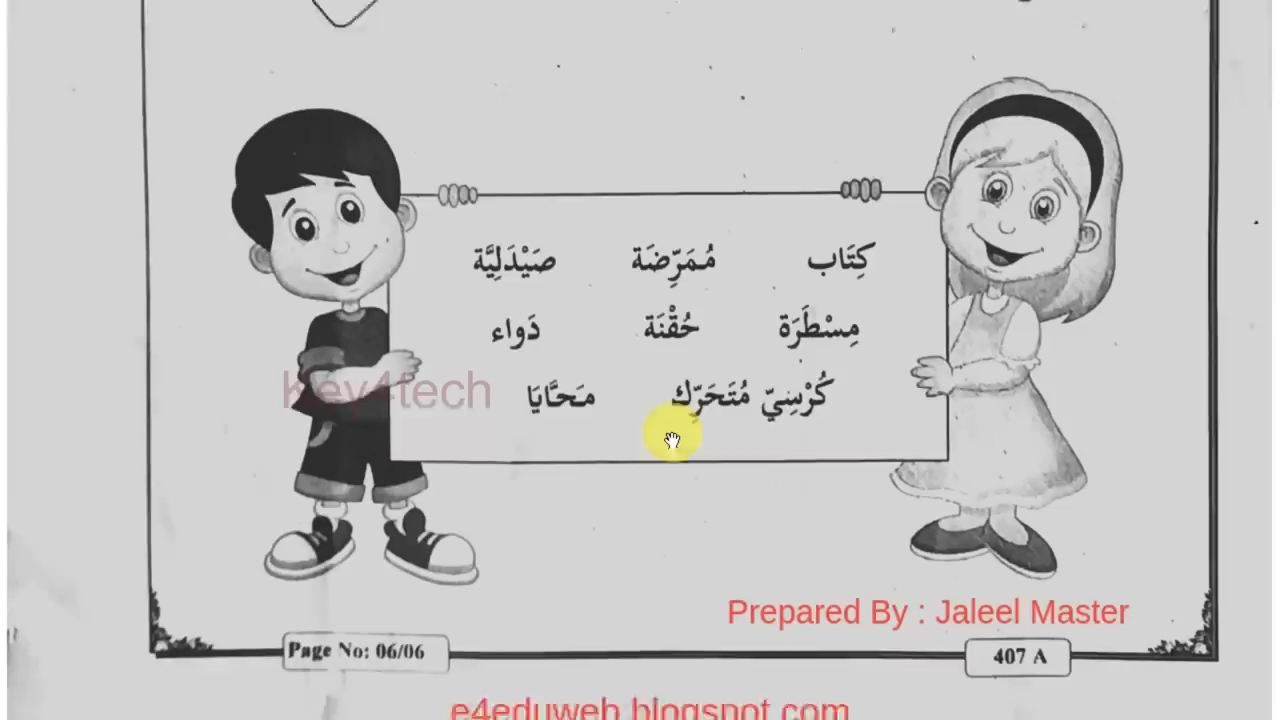 كِتَاب مُمَرِّضَة صَيْدَلِيَّة
مِسْطَرَة حُقْنَة دَواء
كُرْسِيّ مُتَحَرِّك مَحَّايَا
Key4tech
Prepared By : Jaleel Master
Page No: 06/06
407 A
e4eduweb.blogspot.com